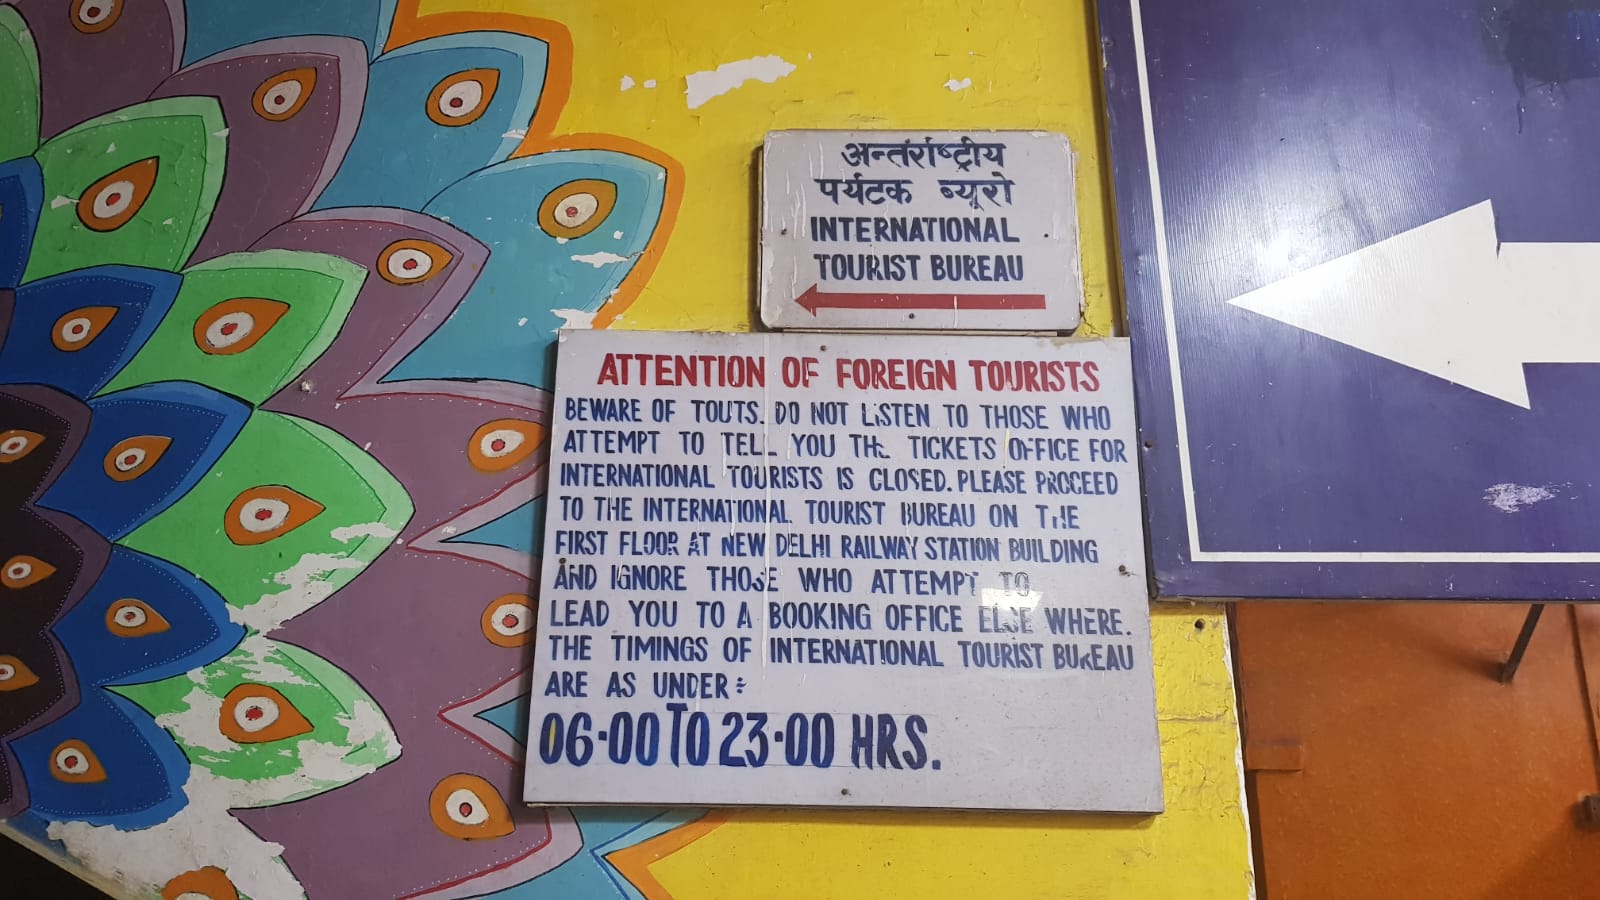 अन्तर्राष्ट्रीय
पर्यटक ब्यूरो
INTERNATIONAL
TOURIST BUREAU
ATTENTION OF FOREIGN TOURISTS
BEWARE OF TOUTS. DO NOT LISTEN TO THOSE WHO
ATTEMPT TO TELL YOU THE TICKETS OFFICE FOR
INTERNATIONAL TOURISTS IS CLOSED. PLEASE PROCEED
TO THE INTERNATIONAL TOURIST BUREAU ON THE
FIRST FLOOR AT NEW DELHI RAILWAY STATION BUILDING
AND IGNORE THOSE WHO ATTEMPT TO
LEAD YOU TO A BOOKING OFFICE ELSE WHERE.
THE TIMINGS OF INTERNATIONAL TOURIST BUREAU
ARE AS UNDER:
06·00 TO 23·00 HRS.